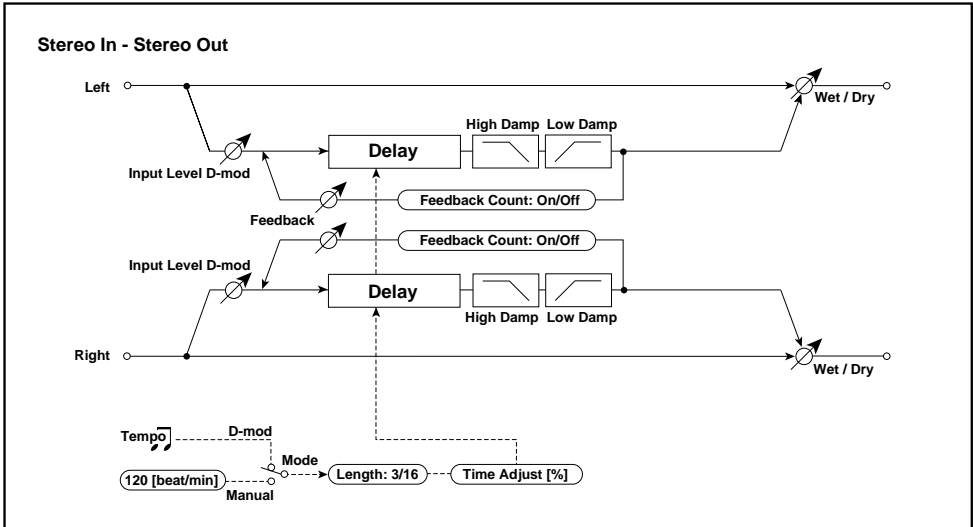 Stereo In - Stereo Out
Left
Wet / Dry
High Damp Low Damp
Delay
Input Level D-mod
Feedback Count: On/Off
Feedback
Feedback Count: On/Off
Input Level D-mod
Delay
High Damp Low Damp
Right
Wet / Dry
Tempo D-mod
Mode
120 [beat/min] Length: 3/16 Time Adjust [%]
Manual